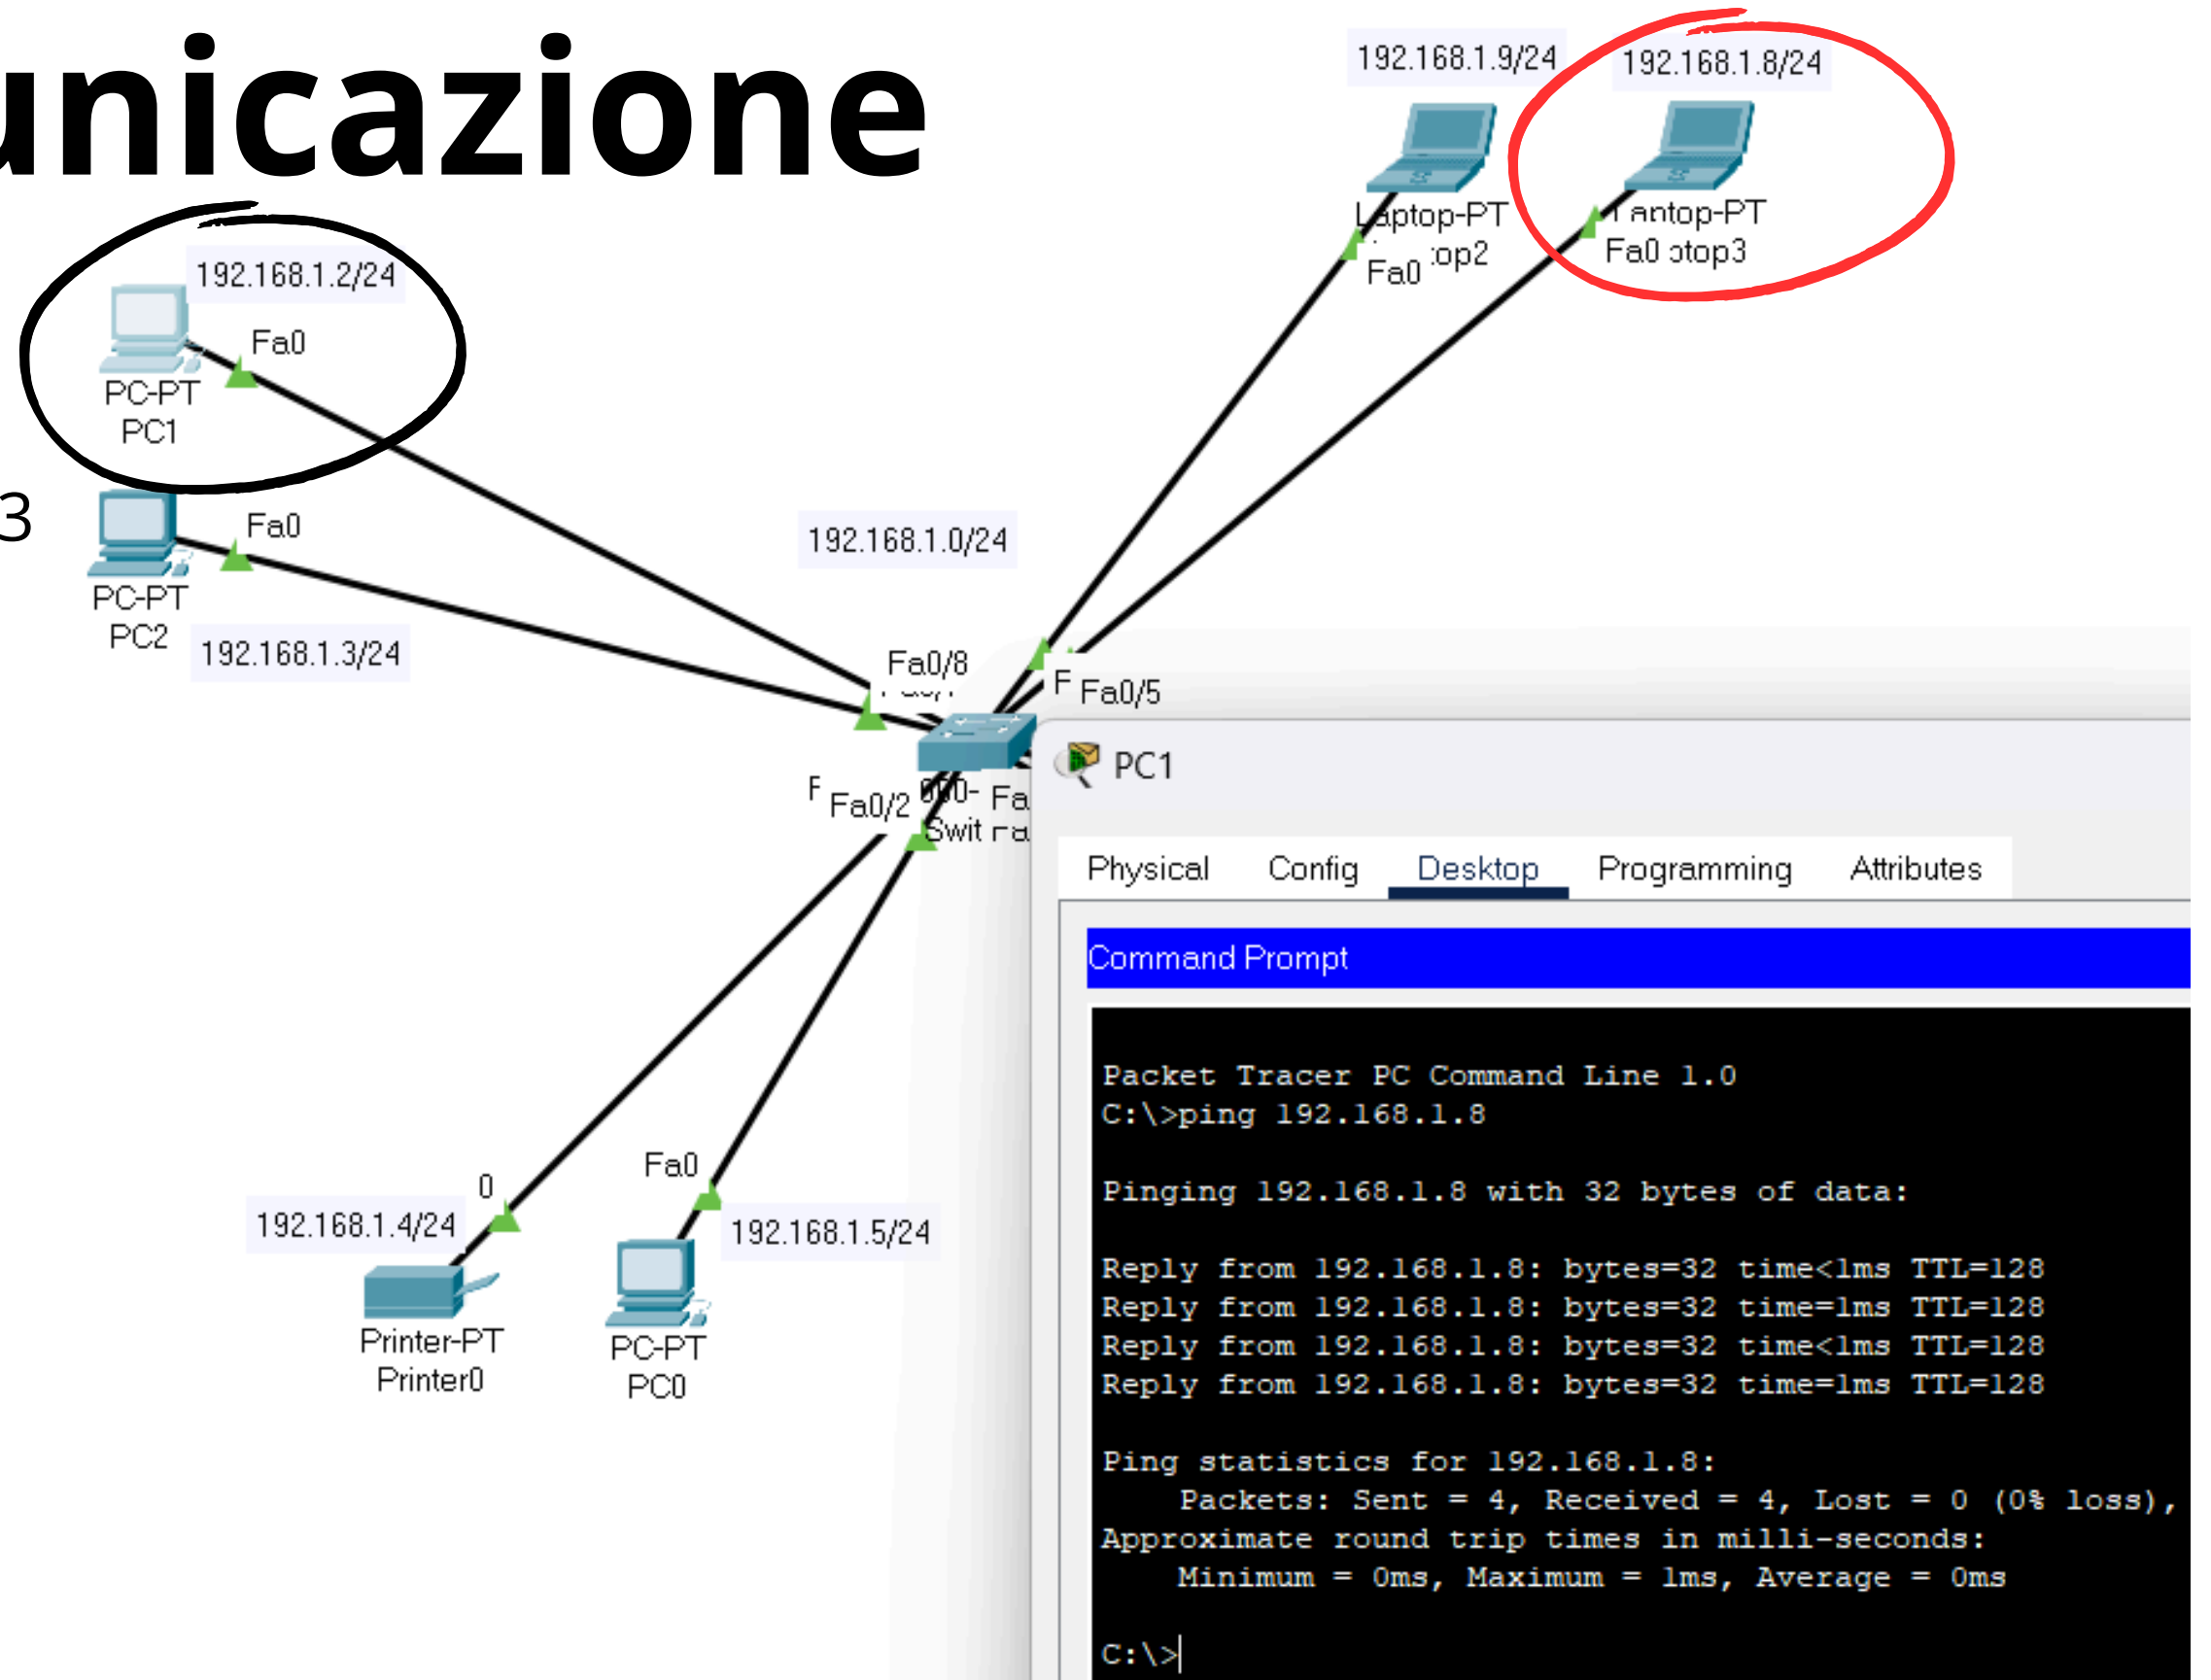 unicazione
192.168.1.9/24
192.168.1.8/24
Laptop-PT
Fa0
Fa0
192.168.1.2/24
Fa0
PC-PT
PC1
3
Fa0
PC-PT
PC2
192.168.1.3/24
192.168.1.0/24
Fa0/8
Fa0/5
Fa0/2
192.168.1.4/24
0
Printer-PT
Printer0
Fa0
192.168.1.5/24
PC-PT
PC0
PC1
Physical Config Desktop Programming Attributes
Command Prompt
Packet Tracer PC Command Line 1.0
C:\>ping 192.168.1.8
Pinging 192.168.1.8 with 32 bytes of data:
Reply from 192.168.1.8: bytes=32 time<1ms TTL=128
Reply from 192.168.1.8: bytes=32 time=1ms TTL=128
Reply from 192.168.1.8: bytes=32 time<1ms TTL=128
Reply from 192.168.1.8: bytes=32 time=1ms TTL=128
Ping statistics for 192.168.1.8:
Packets: Sent = 4, Received = 4, Lost = 0 (0% loss),
Approximate round trip times in milli-seconds:
Minimum = 0ms, Maximum = 1ms, Average = 0ms
C:\>